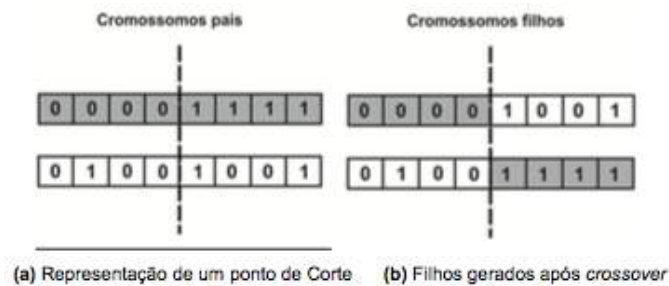 Cromossomos pais
Cromossomos filhos
0 0 0 0 1 1 1 1
0 0 0 0 1 0 0 1
0 1 0 0 1 0 0 1
0 1 0 0 1 1 1 1
(a) Representação de um ponto de Corte
(b) Filhos gerados após crossover